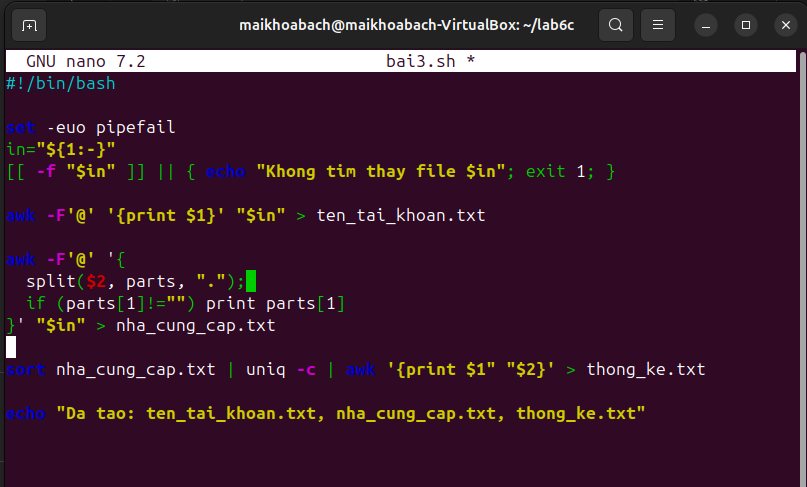 maikhoabach@maikhoabach-VirtualBox: ~/lab6c
GNU nano 7.2 bai3.sh *
#!/bin/bash
set -euo pipefail
in="${1:-}"
[[ -f "$in" ]] || { echo "Khong tim thay file $in"; exit 1; }
awk -F'@' '{print $1}' "$in" > ten_tai_khoan.txt
awk -F'@' '{
  split($2, parts, ".");
  if (parts[1]!="") print parts[1]
}' "$in" > nha_cung_cap.txt
sort nha_cung_cap.txt | uniq -c | awk '{print $1" "$2}' > thong_ke.txt
echo "Da tao: ten_tai_khoan.txt, nha_cung_cap.txt, thong_ke.txt"